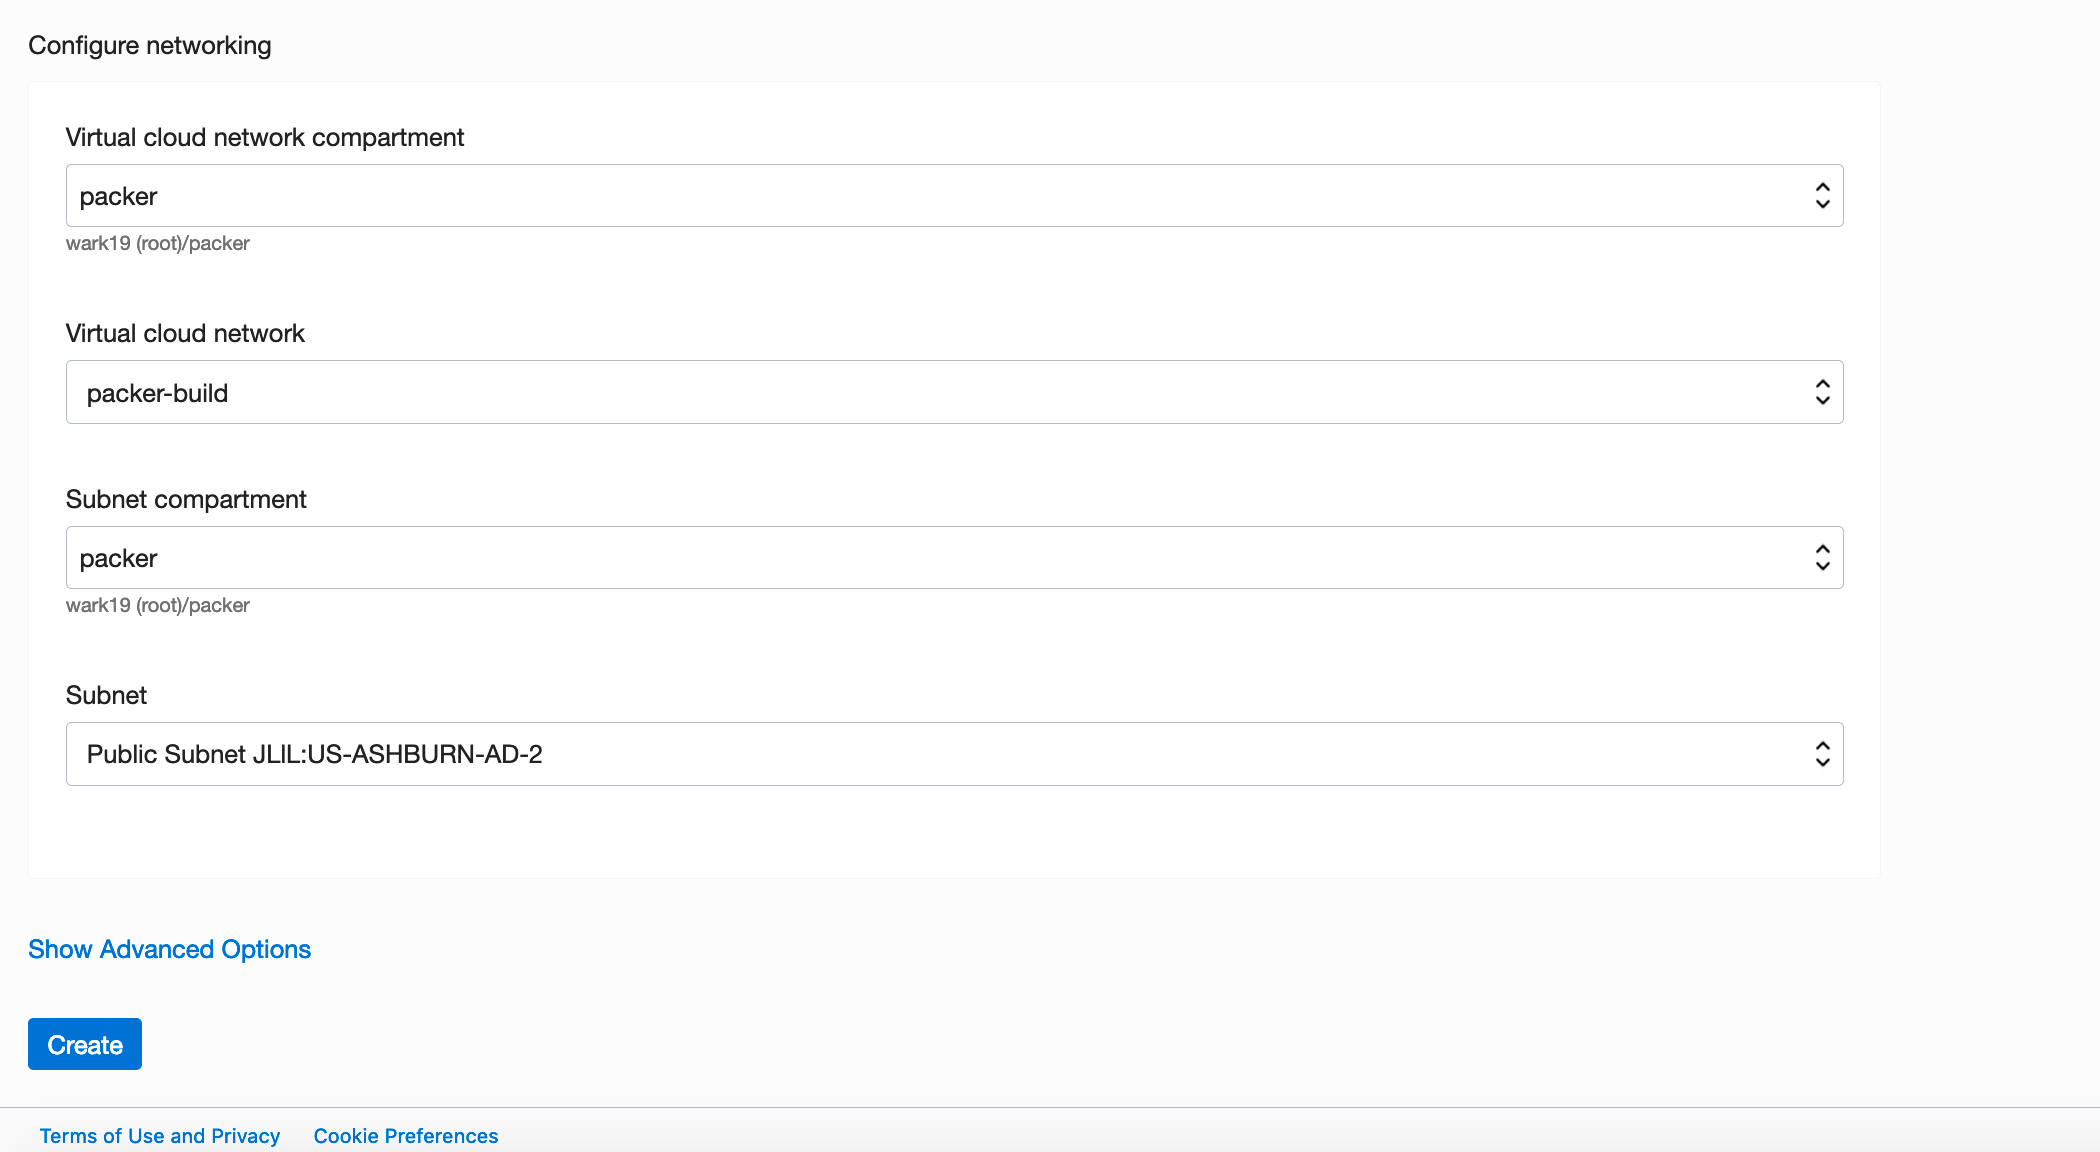 Configure networking
Virtual cloud network compartment
packer
wark19 (root)/packer
Virtual cloud network
packer-build
Subnet compartment
packer
wark19 (root)/packer
Subnet
Public Subnet JLIL:US-ASHBURN-AD-2
Show Advanced Options
Create
Terms of Use and Privacy Cookie Preferences